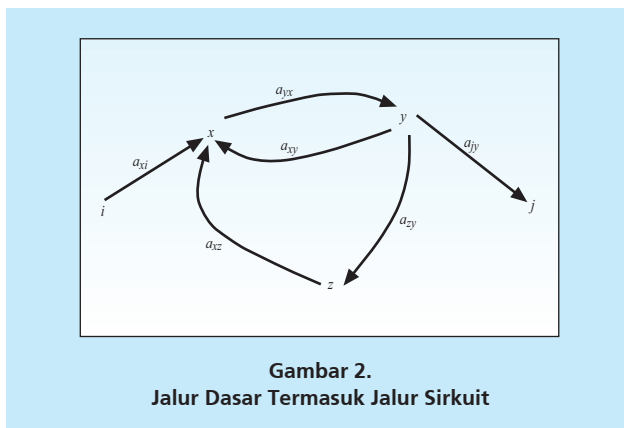 a_yx
x
y
a_xy
a_jy
a_xi
i
j
a_zy
a_xz
z
Gambar 2.
Jalur Dasar Termasuk Jalur Sirkuit